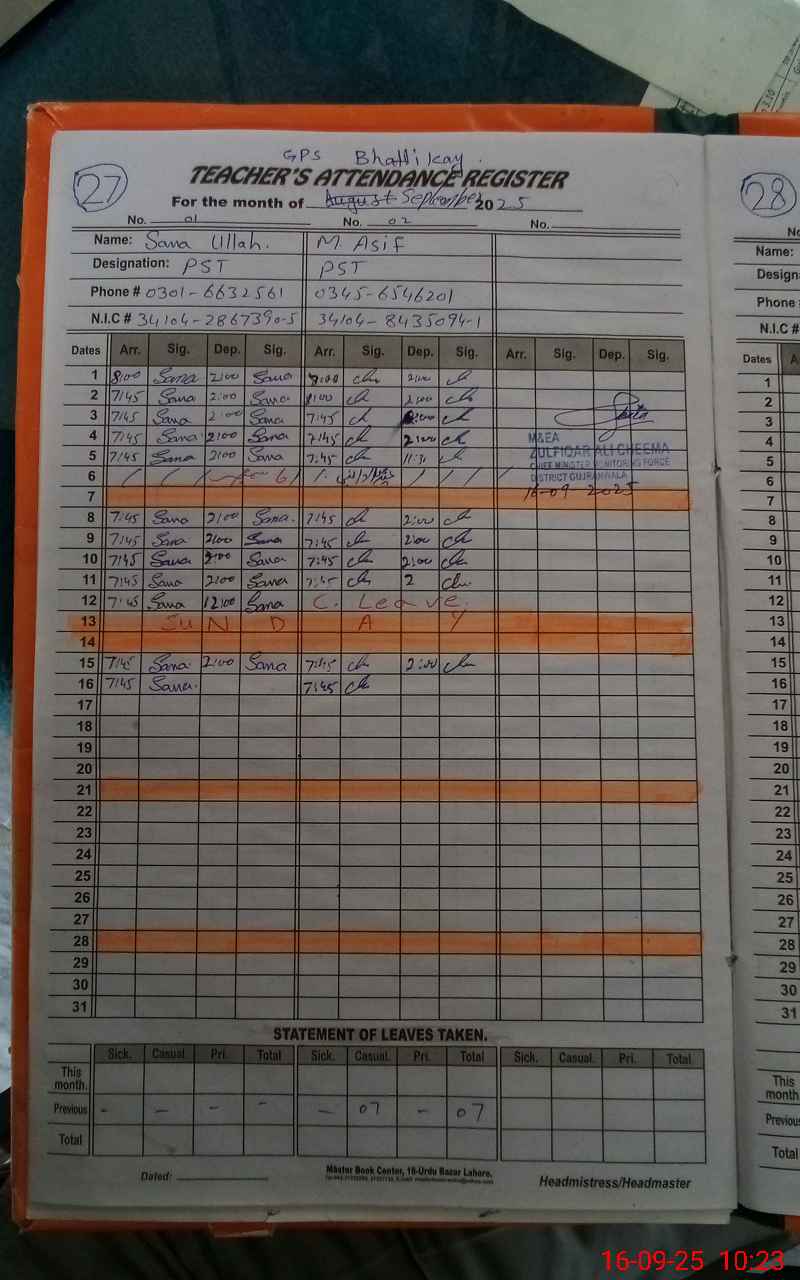 GPS Bhatti kay.
27
TEACHER'S ATTENDANCE REGISTER
28
For the month of August September 2025
No. 01 No. 02 No.
Name: Sana Ullah. M. Asif
Designation: PST PST
Phone # 0301-6632561 0345-6546201
N.I.C # 34104-2867390-5 34104-8435094-1
Dates Arr. Sig. Dep. Sig. Arr. Sig. Dep. Sig. Arr. Sig. Dep. Sig.
1 8:00 Sana 2:00 Sana 8:00 2:00
2 7:45 Sana 2:00 Sana 8:00 2:00
3 7:45 Sana 2:00 Sana 7:45 2:00
4 7:45 Sana 2:00 Sana 7:45 2:00
M&EA
5 7:45 Sana 2:00 Sana 7:45 11:30
ZULFIQAR ALI CHEEMA
CHIEF MINISTER MONITORING FORCE
6
DISTRICT GUJRANWALA
7
16-09 2025
8 7:45 Sana 2:00 Sana. 7:45 2:00
9 7:45 Sana 2:00 Sana 7:45 2:00
10 7:45 Sana 2:00 Sana 7:45 2:00
11 7:45 Sana 2:00 Sana 7:45 2
12 7:45 Sana 12:00 Sana C. Leave.
13 SUNDAY
14
15 7:45 Sana 2:00 Sana 7:45 2:00
16 7:45 Sana. 7:45
17
18
19
20
21
22
23
24
25
26
27
28
29
30
31
STATEMENT OF LEAVES TAKEN.
Sick. Casual. Pri. Total Sick. Casual. Pri. Total Sick. Casual. Pri. Total
This month.
Previous - - - - - 07 - 07
Total
Dated:
Master Book Center, 18-Urdu Bazar Lahore.
Headmistress/Headmaster
Name:
Phone
N.I.C #
Dates
1
2
3
4
5
6
7
8
9
10
11
12
13
14
15
16
17
18
19
20
21
22
23
24
25
26
27
28
29
30
31
This month
Total
16-09-25 10:23